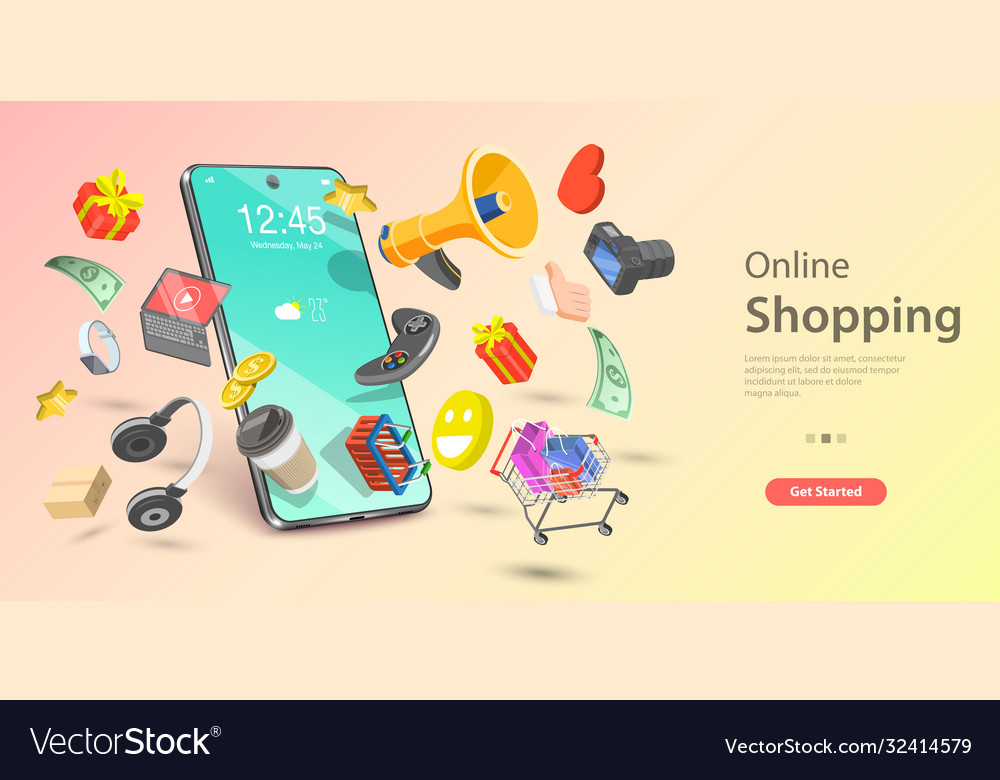 12:45
Wednesday, May 24
23°
Online
Shopping
Lorem ipsum dolor sit amet, consectetur
adipiscing elit, sed do eiusmod tempor
incididunt ut labore et dolore
magna aliqua.
Get Started
VectorStock®
VectorStock.com/32414579